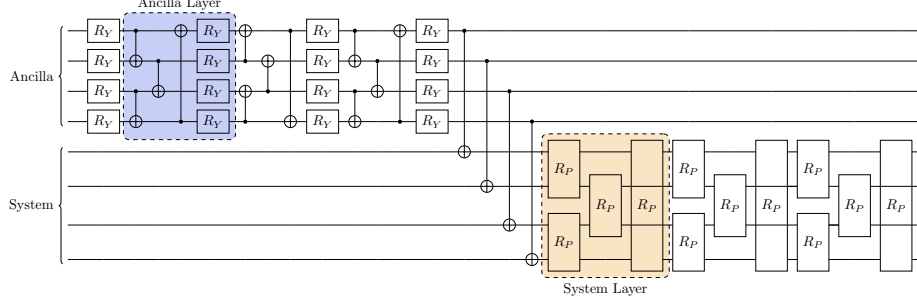 Ancilla Layer
R_Y R_Y R_Y R_Y
R_Y R_Y R_Y R_Y
Ancilla
R_Y R_Y R_Y R_Y
R_Y R_Y R_Y R_Y
R_P R_P R_P
System
R_P R_P R_P R_P R_P R_P
R_P R_P R_P
System Layer